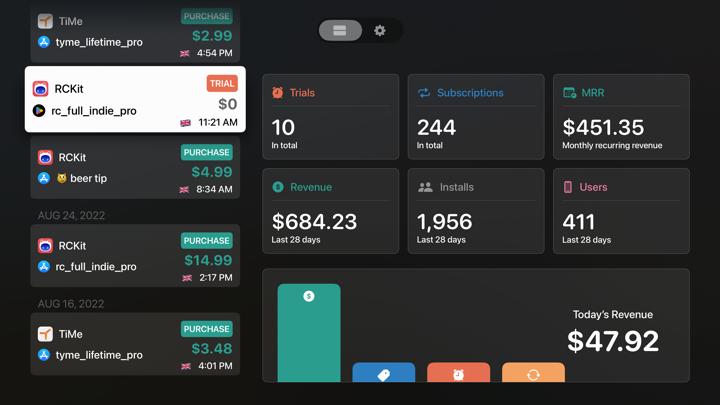 TiMe
PURCHASE
$2.99
tyme_lifetime_pro
4:54 PM
RCKit
TRIAL
$0
rc_full_indie_pro
11:21 AM
RCKit
PURCHASE
$4.99
beer tip
8:34 AM
AUG 24, 2022
RCKit
PURCHASE
$14.99
rc_full_indie_pro
2:17 PM
AUG 16, 2022
TiMe
PURCHASE
$3.48
tyme_lifetime_pro
4:01 PM
Trials
10
In total
Subscriptions
244
In total
MRR
$451.35
Monthly recurring revenue
Revenue
$684.23
Last 28 days
Installs
1,956
Last 28 days
Users
411
Last 28 days
Today's Revenue
$47.92